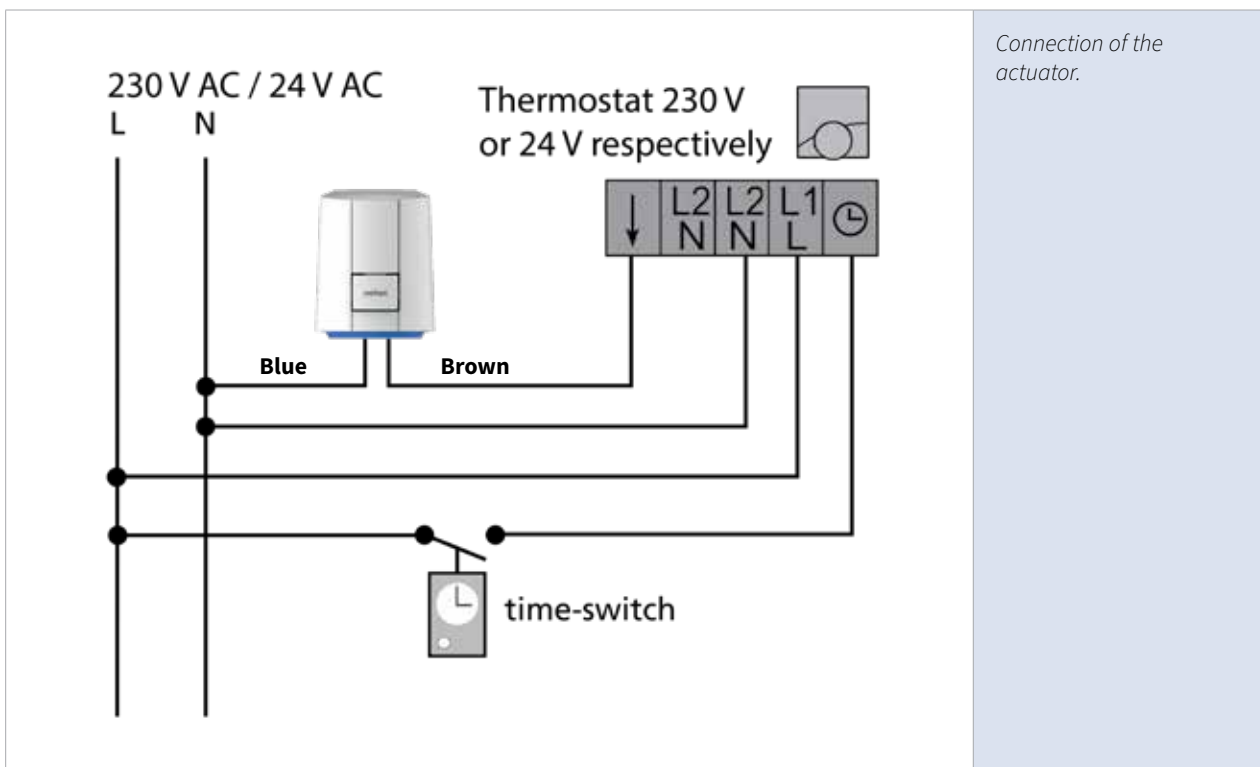 Connection of the
actuator.
230 V AC / 24 V AC
L N
Thermostat 230 V
or 24 V respectively
L2 L2 L1
N N L
Blue Brown
time-switch